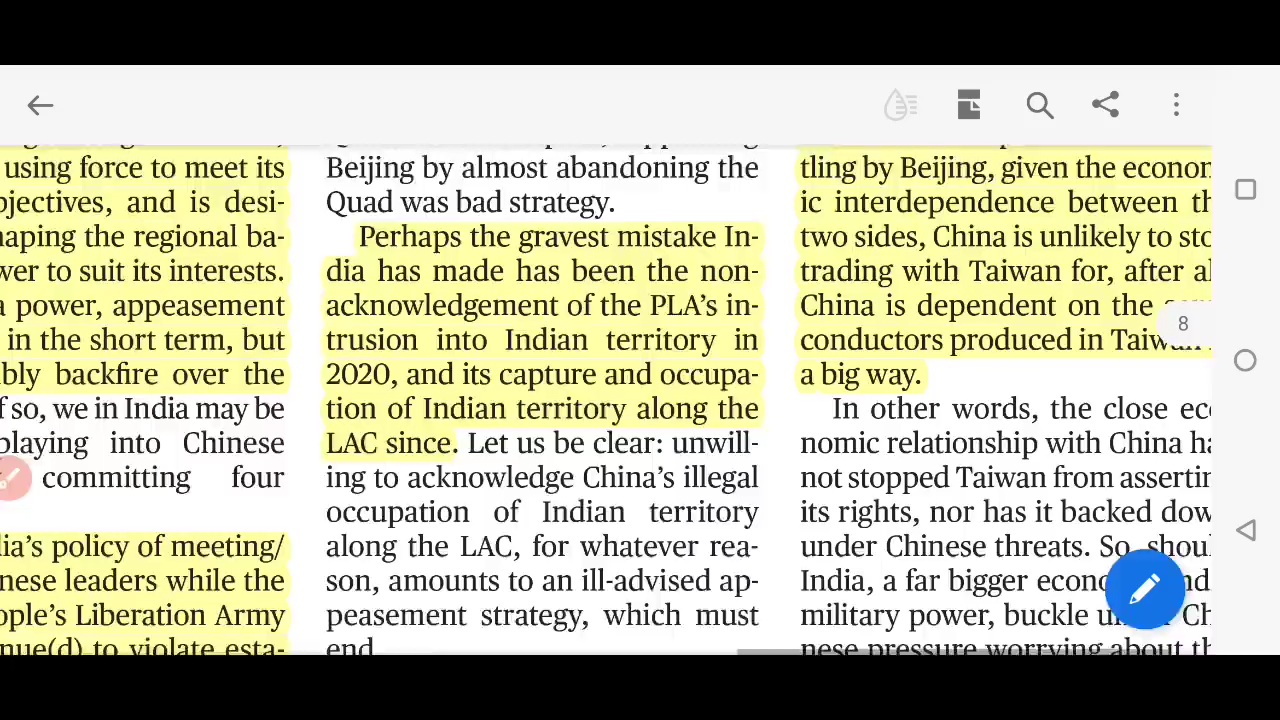 using force to meet its
and is desi-
the regional ba-
to suit its interests.
a power, appeasement
in the short term, but
backfire over the
so, we in India may be
playing into Chinese
committing four
policy of meeting/
leaders while the
Liberation Army
to violate esta-
Beijing by almost abandoning the
Quad was bad strategy.
Perhaps the gravest mistake In-
dia has made has been the non-
acknowledgement of the PLA’s in-
trusion into Indian territory in
2020, and its capture and occupa-
tion of Indian territory along the
LAC since. Let us be clear: unwill-
ing to acknowledge China’s illegal
occupation of Indian territory
along the LAC, for whatever rea-
son, amounts to an ill-advised ap-
peasement strategy, which must
end.
tling by Beijing, given the econom
ic interdependence between th
two sides, China is unlikely to sto
trading with Taiwan for, after al
China is dependent on the
conductors produced in Taiwan
a big way.
In other words, the close eco
nomic relationship with China ha
not stopped Taiwan from assertin
its rights, nor has it backed dow
under Chinese threats. So, shoul
India, a far bigger
military power, buckle
nese pressure worrying about th
8